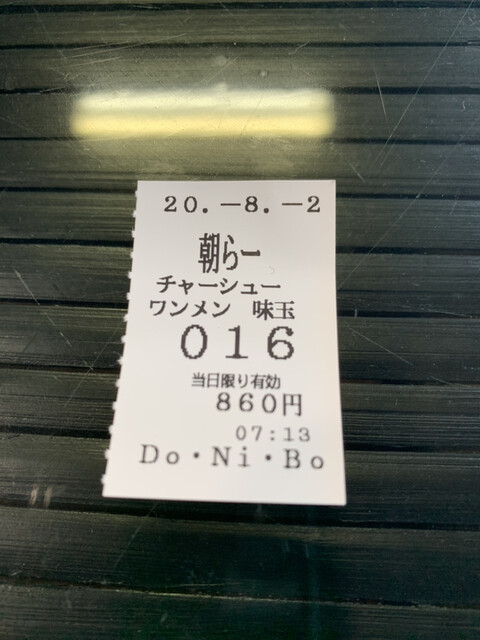 20.-8.-2
朝らー
チャーシュー
ワンメン 味玉
016
当日限り有効
860円
07:13
Do・Ni・Bo